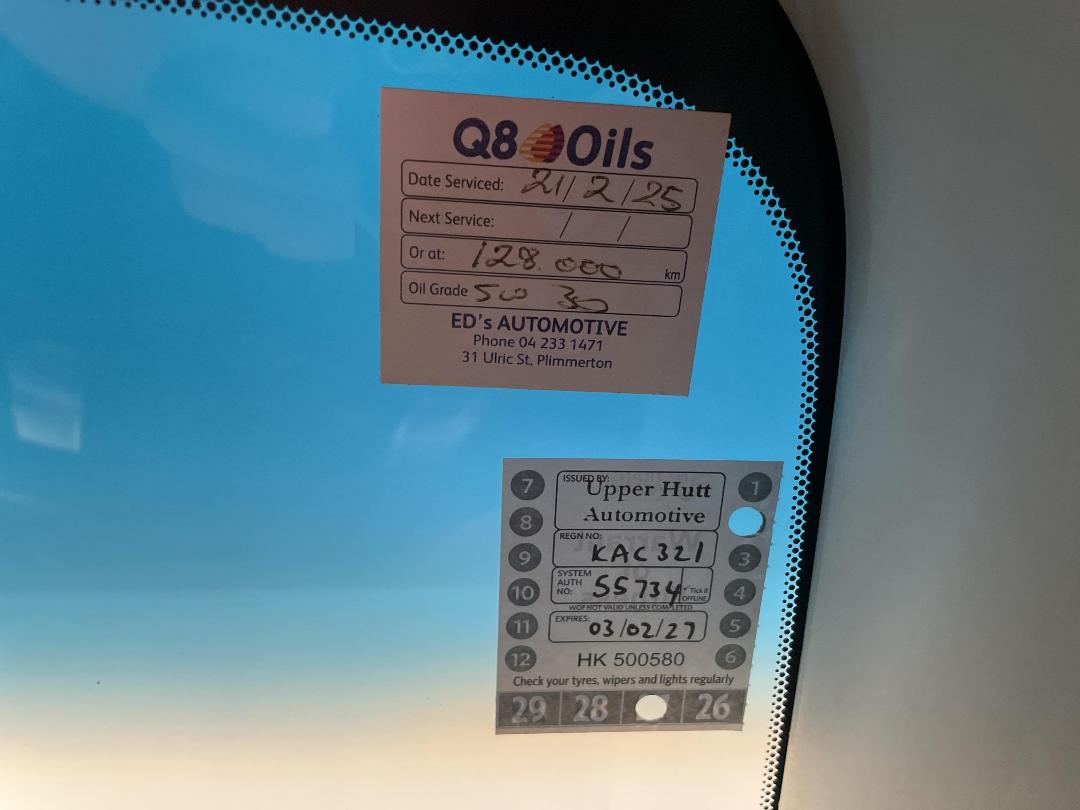 Q8 Oils
Date Serviced: 21/2/25
Next Service: / /
Or at: 128.000 km
Oil Grade 5w 30
ED's AUTOMOTIVE
Phone 04 233 1471
31 Ulric St, Plimmerton
7 ISSUED BY: Upper Hutt 1
8 Automotive
9 REGN NO: KAC321 3
10 SYSTEM AUTH NO: 55734 ✓Tick if OFFLINE 4
WOF NOT VALID UNLESS COMPLETED
11 EXPIRES: 03/02/27 5
12 HK 500580 6
Check your tyres, wipers and lights regularly
29 28 26